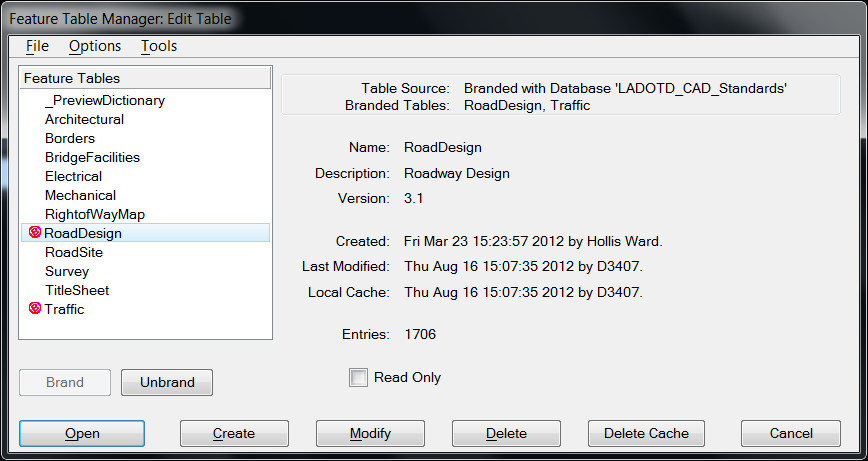 Feature Table Manager: Edit Table
File Options Tools
Feature Tables
_PreviewDictionary
Architectural
Borders
BridgeFacilities
Electrical
Mechanical
RightofWayMap
RoadDesign
RoadSite
Survey
TitleSheet
Traffic
Table Source: Branded with Database 'LADOTD_CAD_Standards'
Branded Tables: RoadDesign, Traffic
Name: RoadDesign
Description: Roadway Design
Version: 3.1
Created: Fri Mar 23 15:23:57 2012 by Hollis Ward.
Last Modified: Thu Aug 16 15:07:35 2012 by D3407.
Local Cache: Thu Aug 16 15:07:35 2012 by D3407.
Entries: 1706
Read Only
Brand Unbrand
Open Create Modify Delete Delete Cache Cancel